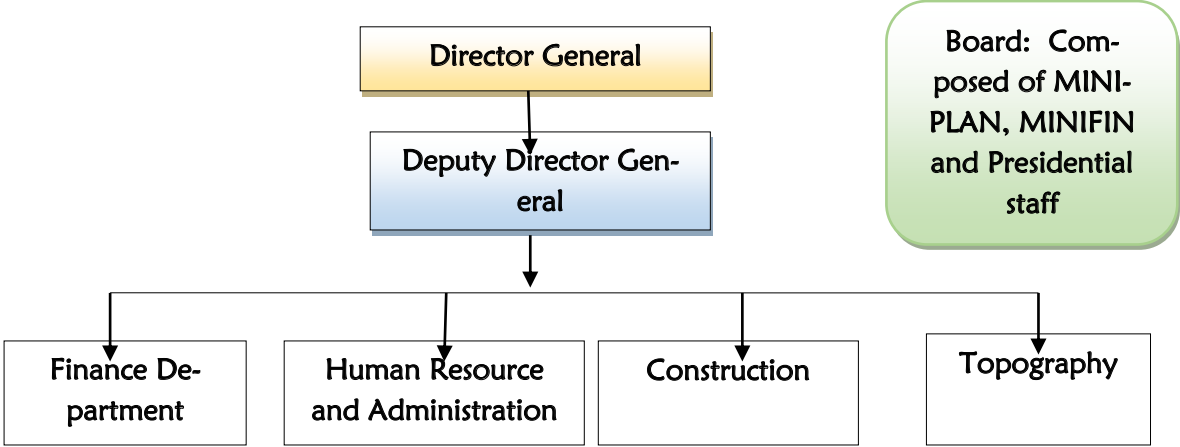 Director General
Board:  Com-
posed of MINI-
PLAN, MINIFIN
and Presidential
staff
Deputy Director Gen-
eral
Finance De-
partment
Human Resource
and Administration
Construction
Topography